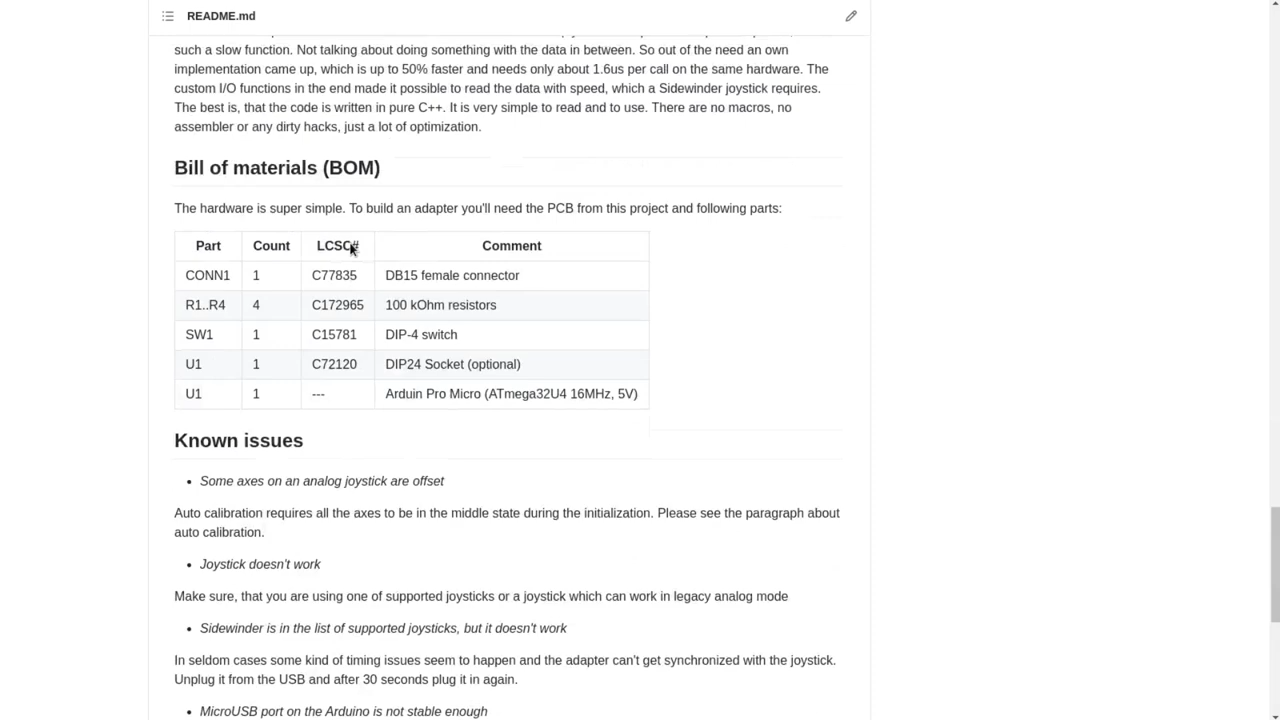 README.md
such a slow function. Not talking about doing something with the data in between. So out of the need an own
implementation came up, which is up to 50% faster and needs only about 1.6us per call on the same hardware. The
custom I/O functions in the end made it possible to read the data with speed, which a Sidewinder joystick requires.
The best is, that the code is written in pure C++. It is very simple to read and to use. There are no macros, no
assembler or any dirty hacks, just a lot of optimization.
Bill of materials (BOM)
The hardware is super simple. To build an adapter you'll need the PCB from this project and following parts:
Part Count LCSC# Comment
CONN1 1 C77835 DB15 female connector
R1..R4 4 C172965 100 kOhm resistors
SW1 1 C15781 DIP-4 switch
U1 1 C72120 DIP24 Socket (optional)
U1 1 --- Arduin Pro Micro (ATmega32U4 16MHz, 5V)
Known issues
• Some axes on an analog joystick are offset
Auto calibration requires all the axes to be in the middle state during the initialization. Please see the paragraph about
auto calibration.
• Joystick doesn't work
Make sure, that you are using one of supported joysticks or a joystick which can work in legacy analog mode
• Sidewinder is in the list of supported joysticks, but it doesn't work
In seldom cases some kind of timing issues seem to happen and the adapter can't get synchronized with the joystick.
Unplug it from the USB and after 30 seconds plug it in again.
• MicroUSB port on the Arduino is not stable enough